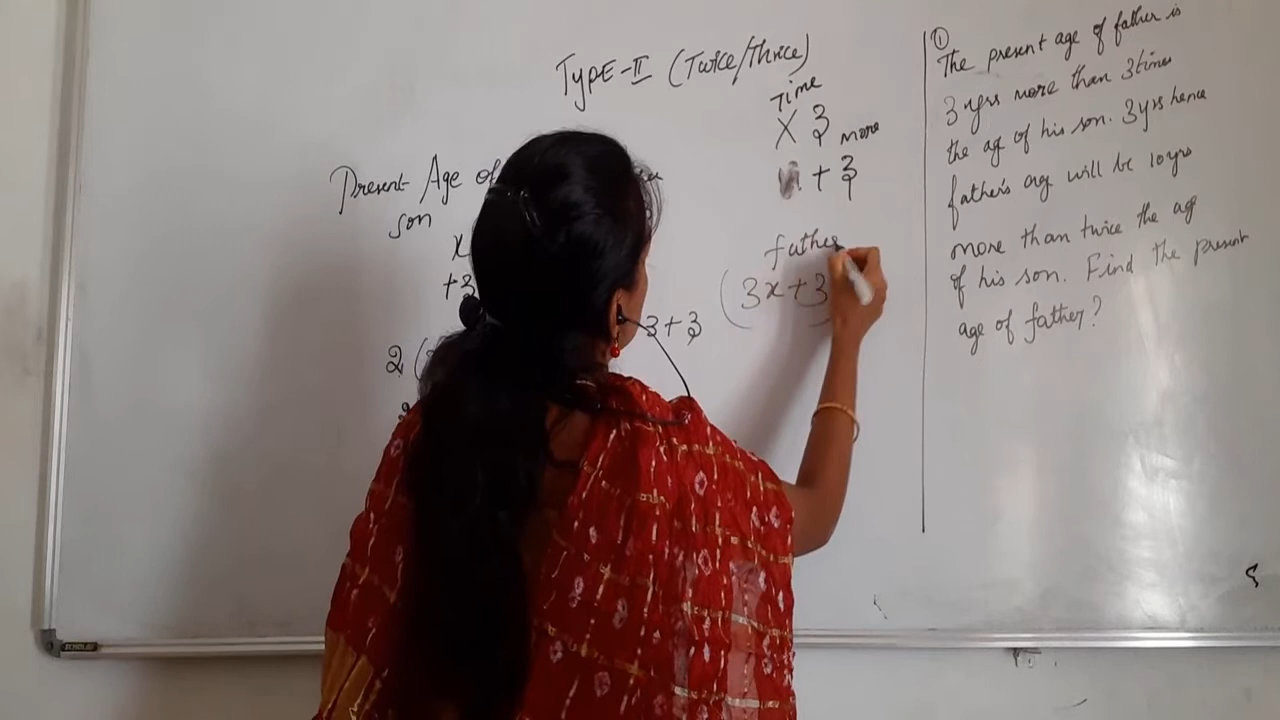 TYPE-II (Twice/Thrice)
Time
X 3
more
+ 3
Present Age of
son
x
+3
2 (
3+3
father
(3x+3
①
The present age of father is
3 yrs more than 3 times
the age of his son. 3 yrs hence
father's age will be 10 yrs
more than twice the age
of his son. Find the present
age of father?